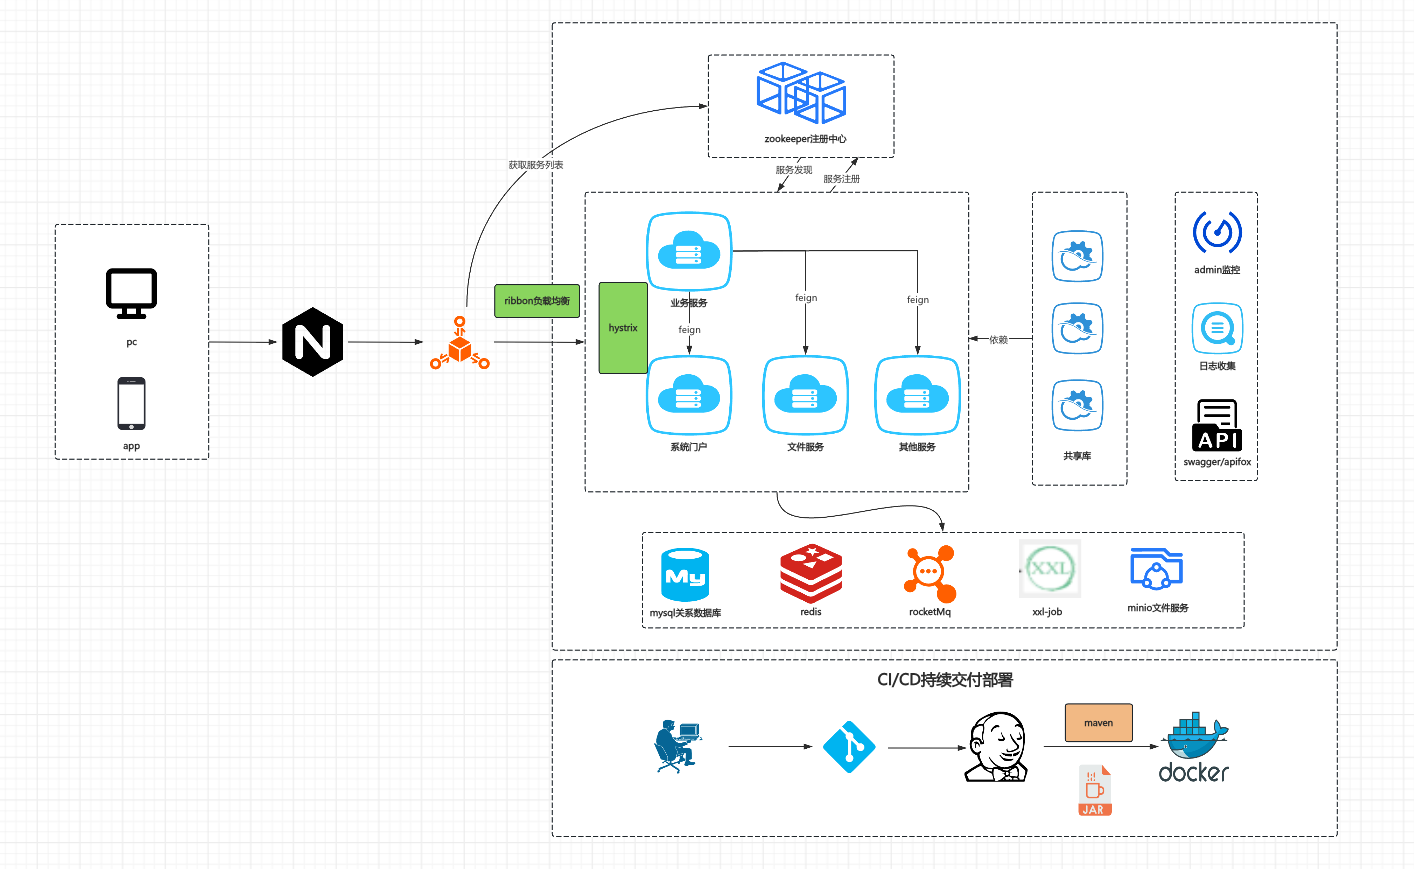 zookeeper注册中心
获取服务列表
服务发现
服务注册
pc
app
N
ribbon负载均衡
hystrix
业务服务
feign
feign
feign
系统门户
文件服务
其他服务
依赖
共享库
admin监控
日志收集
API
swagger/apifox
My
mysql关系数据库
redis
rocketMq
XXL
xxl-job
minio文件服务
CI/CD持续交付部署
maven
JAR
docker